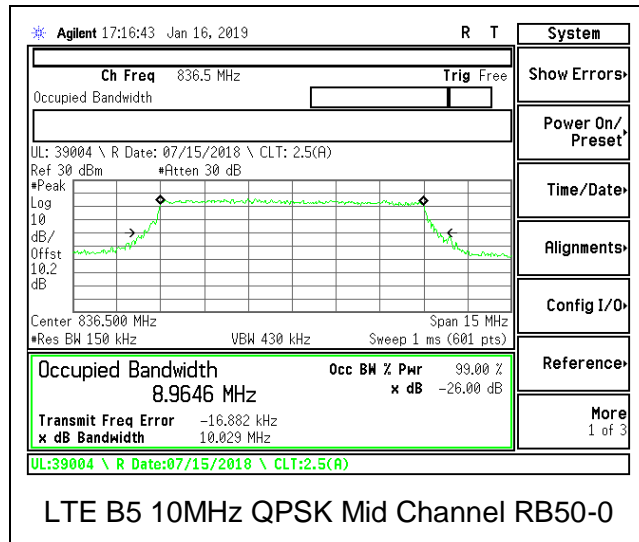 Agilent 17:16:43 Jan 16, 2019 R T
System
Ch Freq 836.5 MHz Trig Free
Occupied Bandwidth
Show Errors
Power On/
Preset
Time/Date
Alignments
Config I/O
Reference
More
1 of 3
UL: 39004 \ R Date: 07/15/2018 \ CLT: 2.5(A)
Ref 30 dBm #Atten 30 dB
#Peak
Log
10
dB/
Offst
10.2
dB
Center 836.500 MHz Span 15 MHz
#Res BW 150 kHz VBW 430 kHz Sweep 1 ms (601 pts)
Occupied Bandwidth Occ BW % Pwr 99.00 %
8.9646 MHz x dB -26.00 dB
Transmit Freq Error -16.882 kHz
x dB Bandwidth 10.029 MHz
UL:39004 \ R Date:07/15/2018 \ CLT:2.5(A)
LTE B5 10MHz QPSK Mid Channel RB50-0